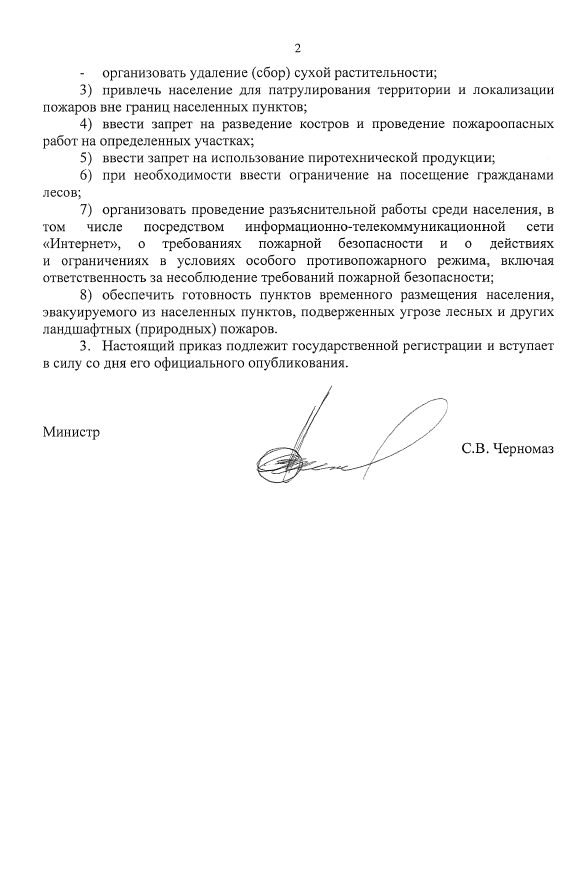 2
- организовать удаление (сбор) сухой растительности;
3) привлечь население для патрулирования территории и локализации
пожаров вне границ населенных пунктов;
4) ввести запрет на разведение костров и проведение пожароопасных
работ на определенных участках;
5) ввести запрет на использование пиротехнической продукции;
6) при необходимости ввести ограничение на посещение гражданами
лесов;
7) организовать проведение разъяснительной работы среди населения, в
том числе посредством информационно-телекоммуникационной сети
«Интернет», о требованиях пожарной безопасности и о действиях
и ограничениях в условиях особого противопожарного режима, включая
ответственность за несоблюдение требований пожарной безопасности;
8) обеспечить готовность пунктов временного размещения населения,
эвакуируемого из населенных пунктов, подверженных угрозе лесных и других
ландшафтных (природных) пожаров.
3. Настоящий приказ подлежит государственной регистрации и вступает
в силу со дня его официального опубликования.
Министр
С.В. Черномаз